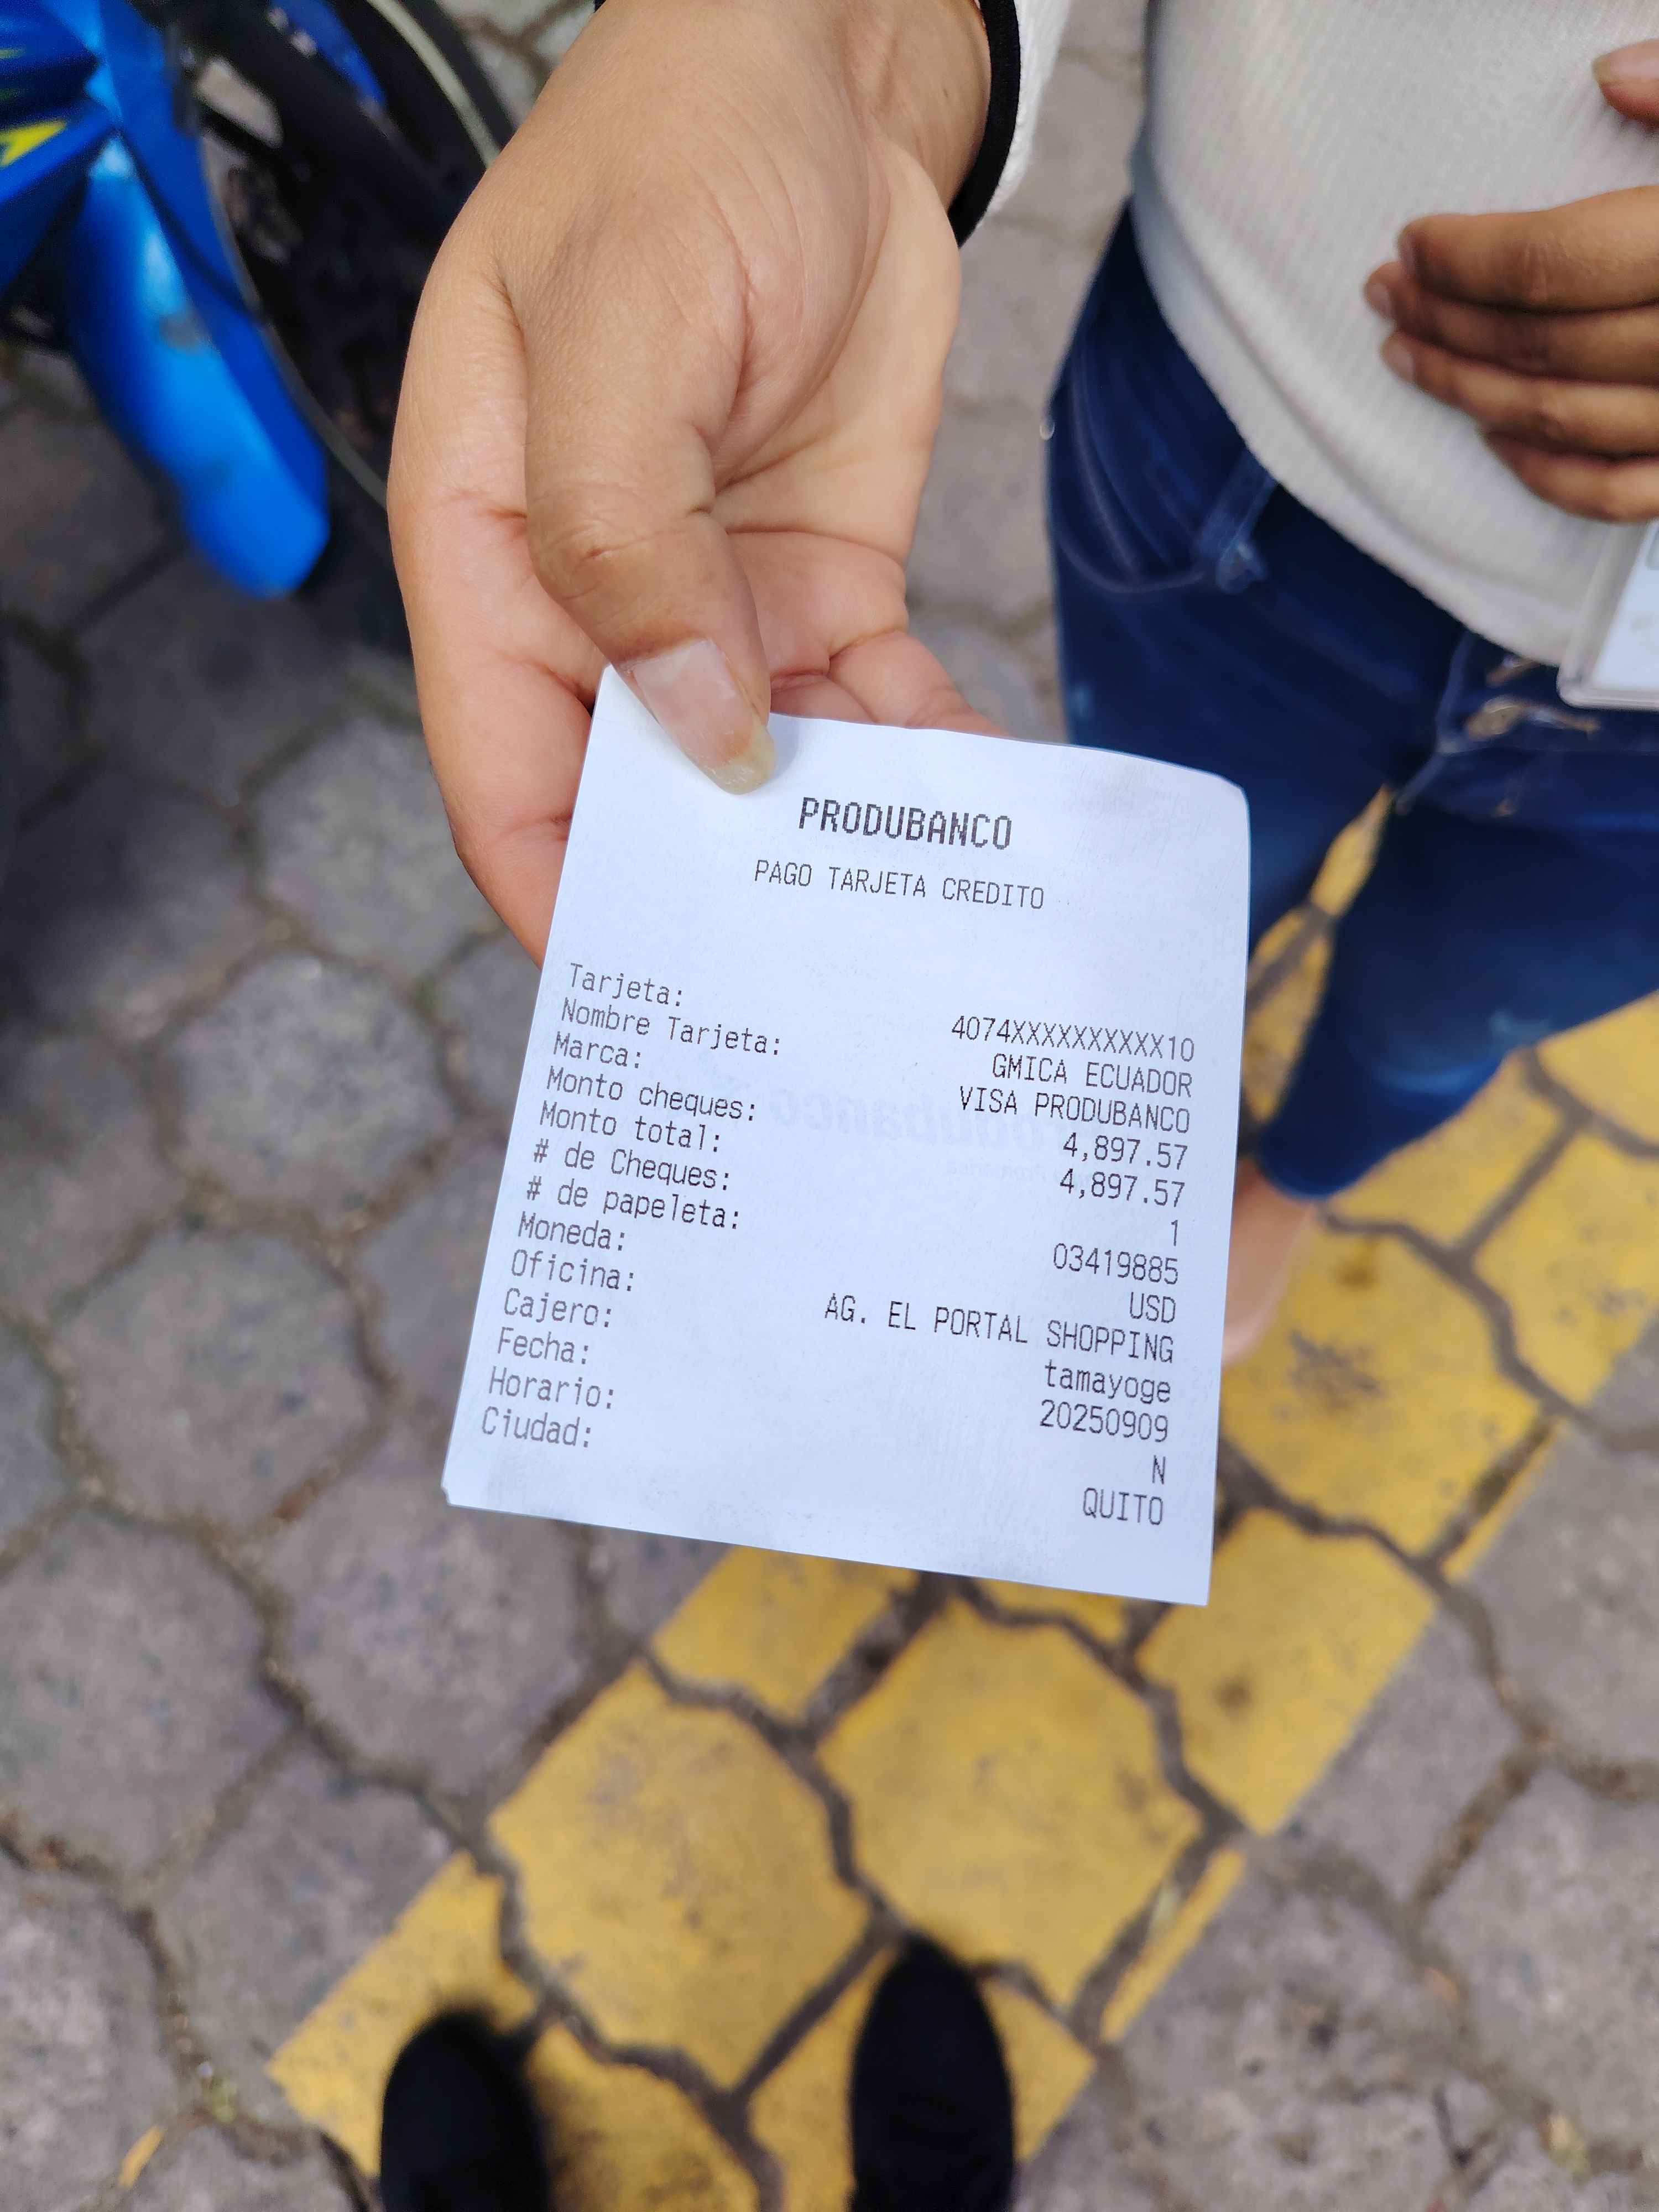 PRODUBANCO
PAGO TARJETA CREDITO
Tarjeta: 4074XXXXXXXXXX10
Nombre Tarjeta: GMICA ECUADOR
Marca: VISA PRODUBANCO
Monto cheques: 4,897.57
Monto total: 4,897.57
# de Cheques: 1
# de papeleta: 03419885
Moneda: USD
Oficina: AG. EL PORTAL SHOPPING
Cajero: tamayoge
Fecha: 20250909
Horario: N
Ciudad: QUITO